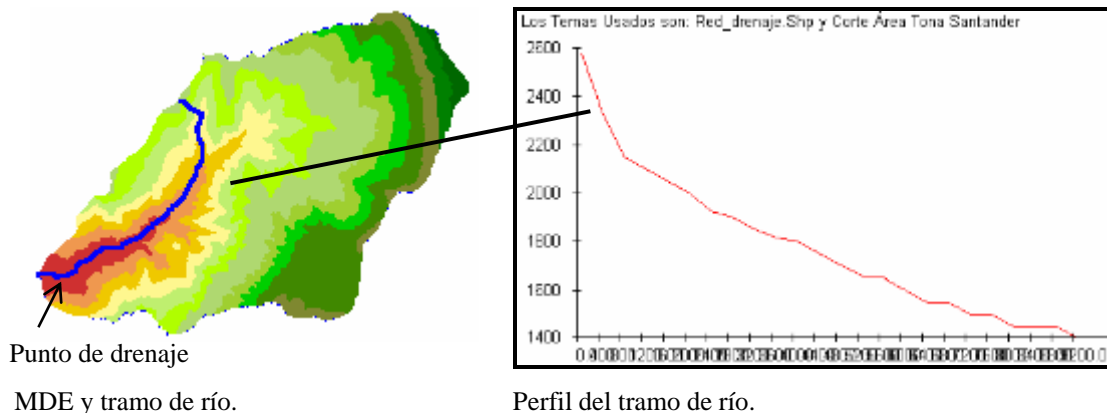 Los Temas Usados son: Red_drenaje.Shp y Corte Área Tona Santander
2600
2400
2200
2000
1800
1600
1400
Punto de drenaje
MDE y tramo de río.
Perfil del tramo de río.